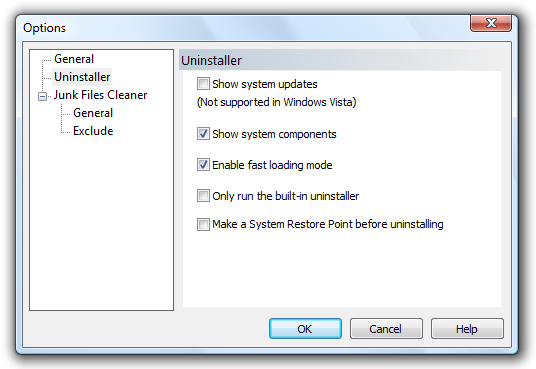 Options
General
Uninstaller
Junk Files Cleaner
General
Exclude
Uninstaller
Show system updates
(Not supported in Windows Vista)
Show system components
Enable fast loading mode
Only run the built-in uninstaller
Make a System Restore Point before uninstalling
OK
Cancel
Help